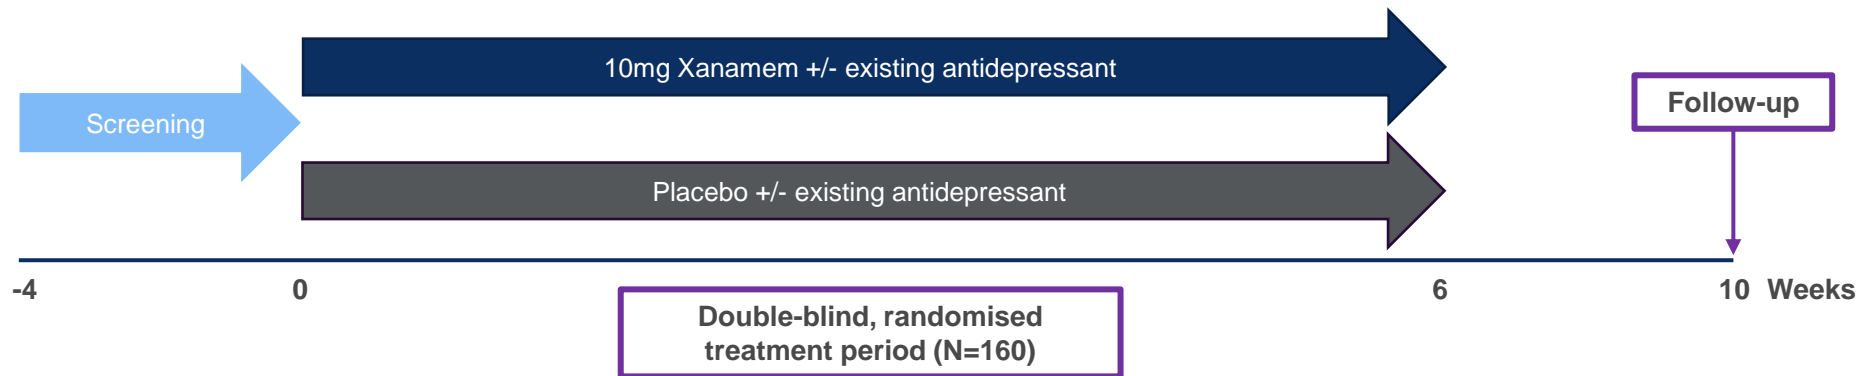 10mg Xanamem +/- existing antidepressant
Screening
Follow-up
Placebo +/- existing antidepressant
-4 0 6 10 Weeks
Double-blind, randomised
treatment period (N=160)